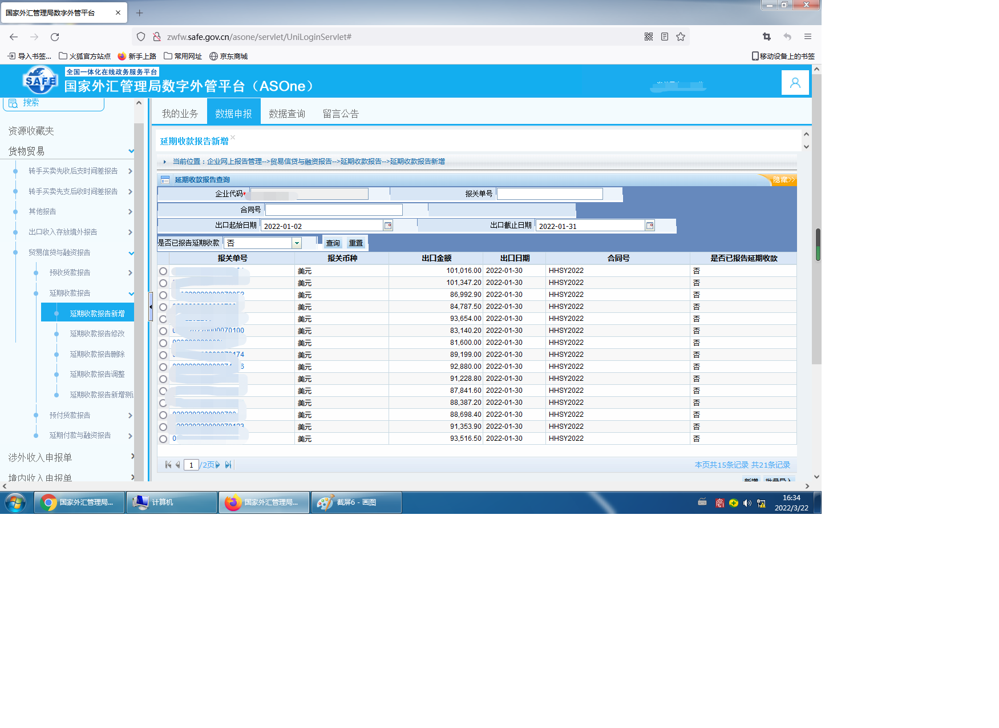 国家外汇管理局数字外管平台
zwfw.safe.gov.cn/asone/servlet/UniLoginServlet#
导入书签... 火狐官方站点 新手上路 常用网址 京东商城 移动设备上的书签
SAFE
全国一体化在线政务服务平台
国家外汇管理局数字外管平台（ASOne）
搜索
资源收藏夹
货物贸易
转手买卖先收后支时间差报告
转手买卖先支后收时间差报告
其他报告
出口收入存放境外报告
贸易信贷与融资报告
预收货款报告
延期收款报告
延期收款报告新增
延期收款报告修改
延期收款报告删除
延期收款报告调整
延期收款报告新增测
预付货款报告
延期付款与融资报告
涉外收入申报单
境内收入申报单
我的业务 数据申报 数据查询 留言公告
延期收款报告新增
当前位置：企业网上报告管理-->贸易信贷与融资报告-->延期收款报告-->延期收款报告新增
延期收款报告查询 隐藏>>
企业代码* 报关单号
合同号
出口起始日期 2022-01-02 出口截止日期 2022-01-31
是否已报告延期收款 否 查询 重置
报关单号 报关币种 出口金额 出口日期 合同号 是否已报告延期收款
美元 101,016.00 2022-01-30 HHSY2022 否
美元 101,347.20 2022-01-30 HHSY2022 否
美元 86,992.90 2022-01-30 HHSY2022 否
美元 84,787.50 2022-01-30 HHSY2022 否
美元 93,654.00 2022-01-30 HHSY2022 否
美元 83,140.20 2022-01-30 HHSY2022 否
美元 81,600.00 2022-01-30 HHSY2022 否
美元 89,199.00 2022-01-30 HHSY2022 否
美元 92,880.00 2022-01-30 HHSY2022 否
美元 91,228.80 2022-01-30 HHSY2022 否
美元 87,841.60 2022-01-30 HHSY2022 否
美元 88,387.20 2022-01-30 HHSY2022 否
美元 88,698.40 2022-01-30 HHSY2022 否
美元 91,353.90 2022-01-30 HHSY2022 否
美元 93,516.50 2022-01-30 HHSY2022 否
1 /2页 本页共15条记录 共21条记录
新增 批量导入
国家外汇管理局... 计算机 国家外汇管理局... 截屏6 - 画图
16:34
2022/3/22